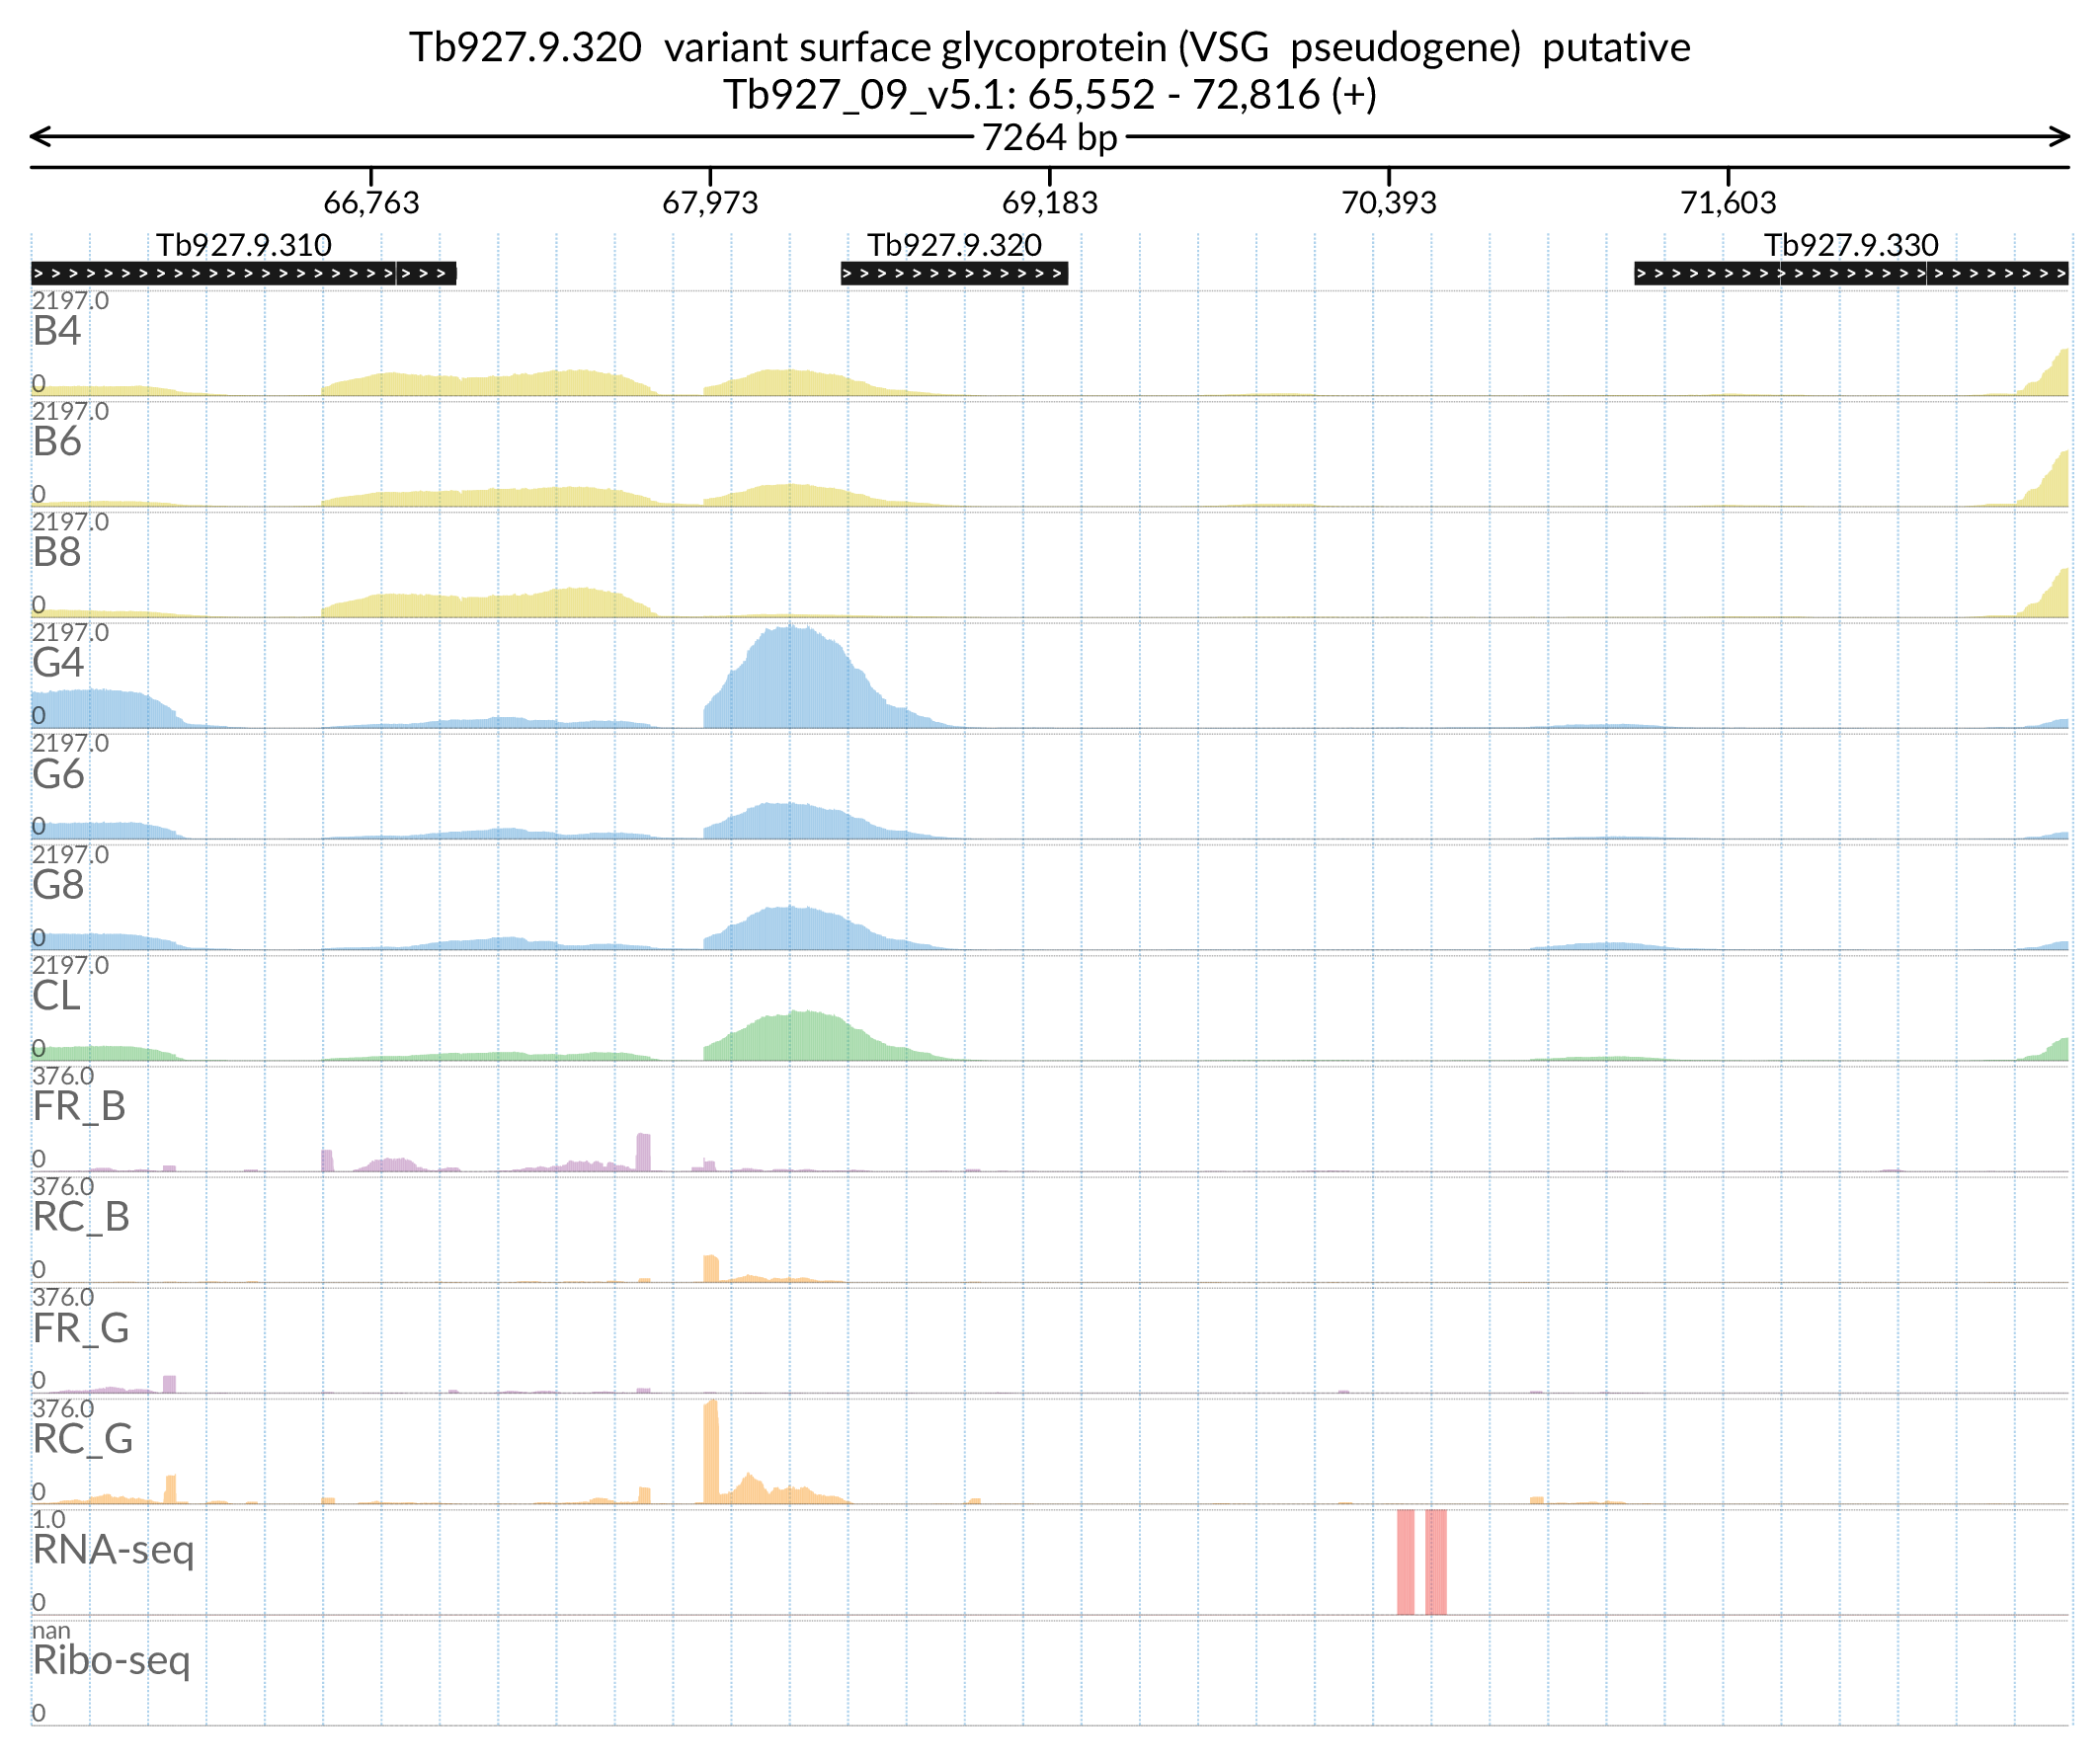 Tb927.9.320  variant surface glycoprotein (VSG  pseudogene)  putative
Tb927_09_v5.1: 65,552 - 72,816 (+)
7264 bp
66,763 67,973 69,183 70,393 71,603
Tb927.9.310 Tb927.9.320 Tb927.9.330
2197.0
B4
0
2197.0
B6
0
2197.0
B8
0
2197.0
G4
0
2197.0
G6
0
2197.0
G8
0
2197.0
CL
0
376.0
FR_B
0
376.0
RC_B
0
376.0
FR_G
0
376.0
RC_G
0
1.0
RNA-seq
0
nan
Ribo-seq
0